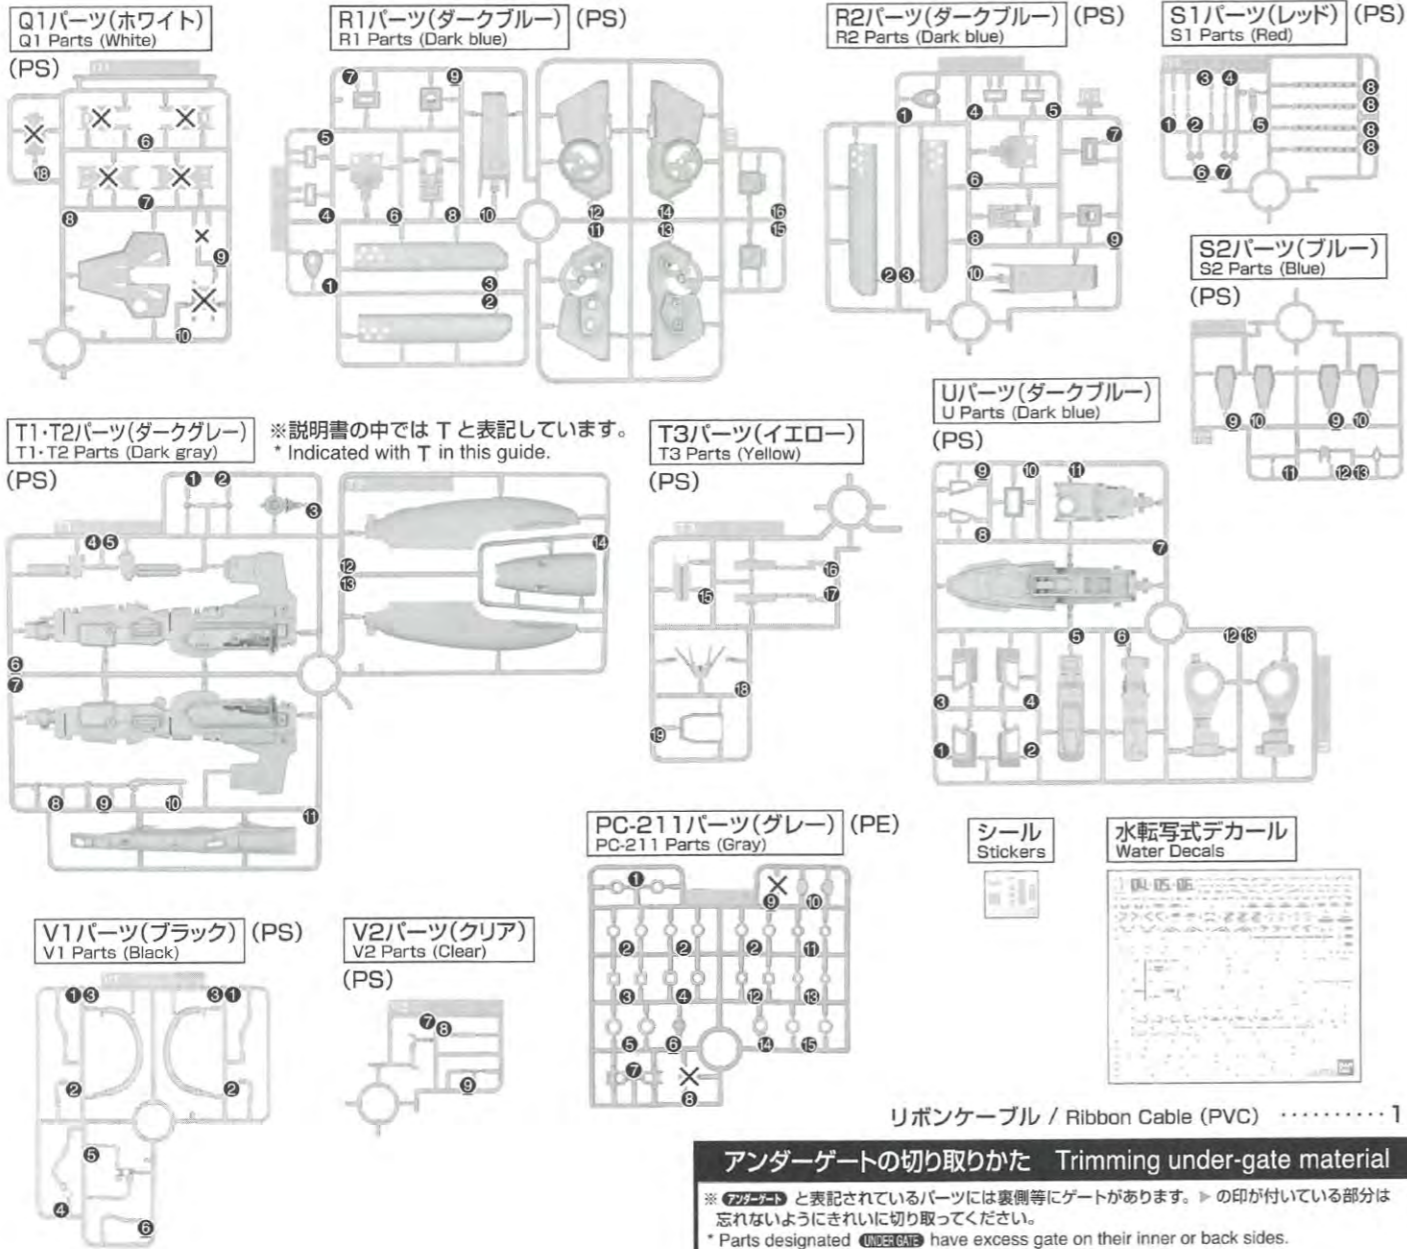 Q1パーツ(ホワイト)
Q1 Parts (White)
(PS)
R1パーツ(ダークブルー)
R1 Parts (Dark blue)
(PS)
R2パーツ(ダークブルー)
R2 Parts (Dark blue)
(PS)
S1パーツ(レッド)
S1 Parts (Red)
(PS)
S2パーツ(ブルー)
S2 Parts (Blue)
(PS)
T1・T2パーツ(ダークグレー)
T1・T2 Parts (Dark gray)
(PS)
※説明書の中では T と表記しています。
* Indicated with T in this guide.
T3パーツ(イエロー)
T3 Parts (Yellow)
(PS)
Uパーツ(ダークブルー)
U Parts (Dark blue)
(PS)
PC-211パーツ(グレー)
PC-211 Parts (Gray)
(PE)
シール
Stickers
水転写式デカール
Water Decals
04 05 06
V1パーツ(ブラック)
V1 Parts (Black)
(PS)
V2パーツ(クリア)
V2 Parts (Clear)
(PS)
リボンケーブル / Ribbon Cable (PVC) ・・・・・・・・・・1
アンダーゲートの切り取りかた Trimming under-gate material
※ アンダーゲート と表記されているパーツには裏側等にゲートがあります。▶ の印が付いている部分は
忘れないようにきれいに切り取ってください。
* Parts designated UNDER GATE have excess gate on their inner or back sides.